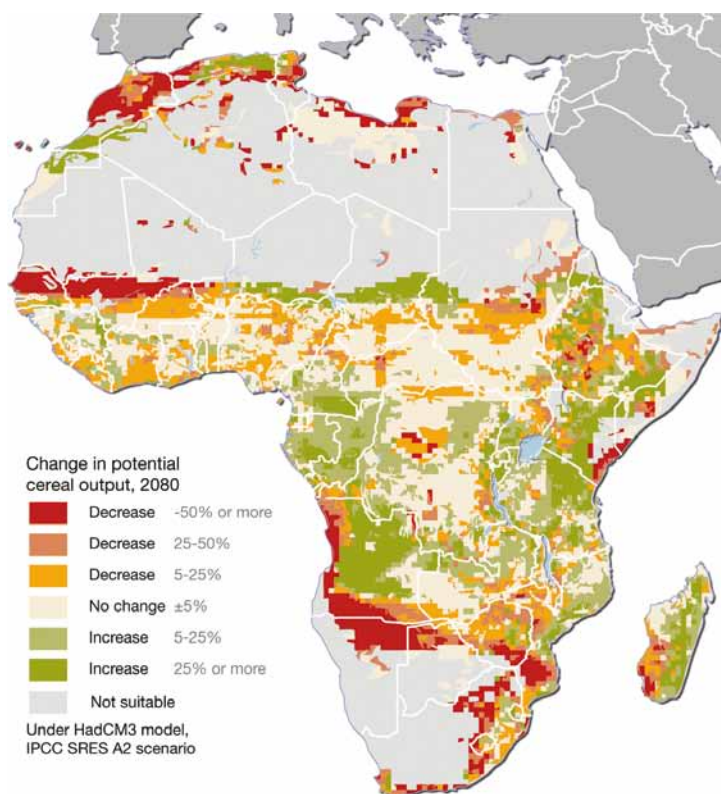 Change in potential
cereal output, 2080
Decrease -50% or more
Decrease 25-50%
Decrease 5-25%
No change ±5%
Increase 5-25%
Increase 25% or more
Not suitable
Under HadCM3 model,
IPCC SRES A2 scenario